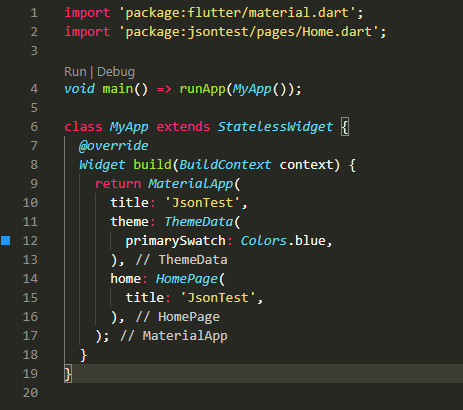 1 import 'package:flutter/material.dart';
2 import 'package:jsontest/pages/Home.dart';
3
Run | Debug
4 void main() => runApp(MyApp());
5
6 class MyApp extends StatelessWidget {
7   @override
8   Widget build(BuildContext context) {
9     return MaterialApp(
10       title: 'JsonTest',
11       theme: ThemeData(
12         primarySwatch: Colors.blue,
13       ), // ThemeData
14       home: HomePage(
15         title: 'JsonTest',
16       ), // HomePage
17     ); // MaterialApp
18   }
19 }
20